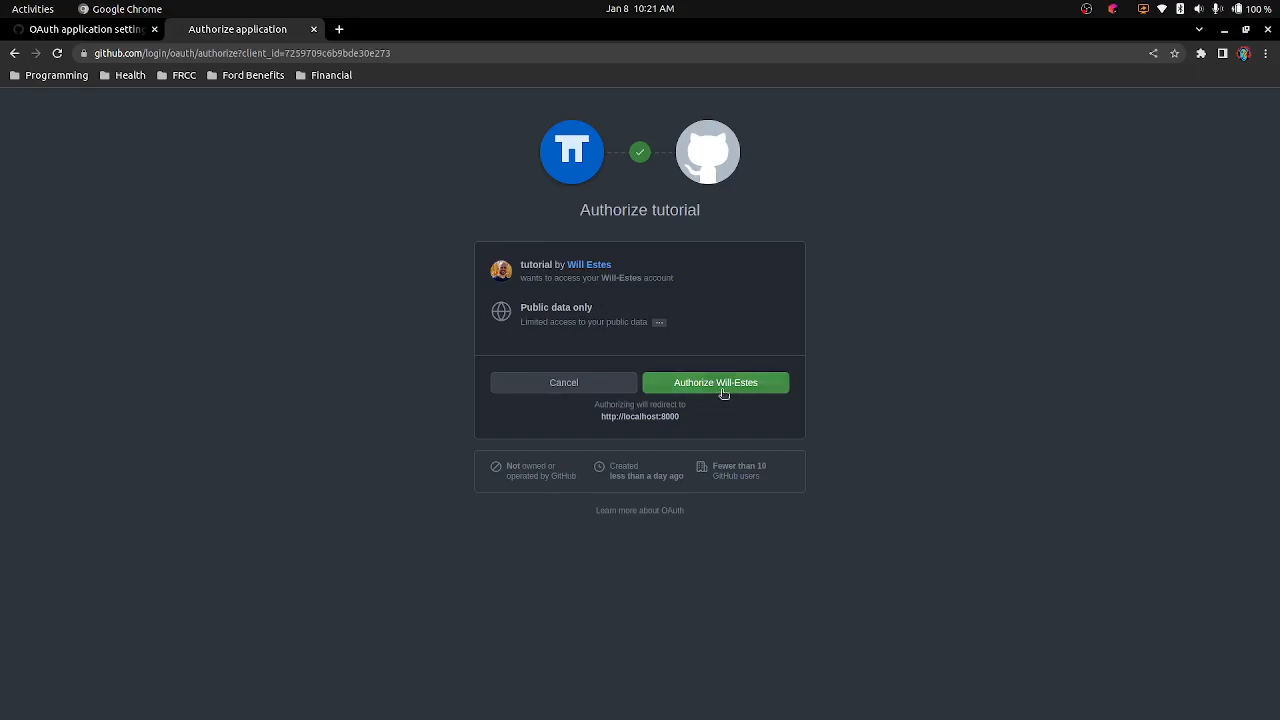 Activities
Google Chrome
Jan 8 10:21 AM
100 %
OAuth application setting
Authorize application
github.com/login/oauth/authorize?client_id=7259709c6b9bde30e273
Programming
Health
FRCC
Ford Benefits
Financial
Authorize tutorial
tutorial by Will Estes
wants to access your Will-Estes account
Public data only
Limited access to your public data
Cancel
Authorize Will-Estes
Authorizing will redirect to
http://localhost:8000
Not owned or
operated by GitHub
Created
less than a day ago
Fewer than 10
GitHub users
Learn more about OAuth